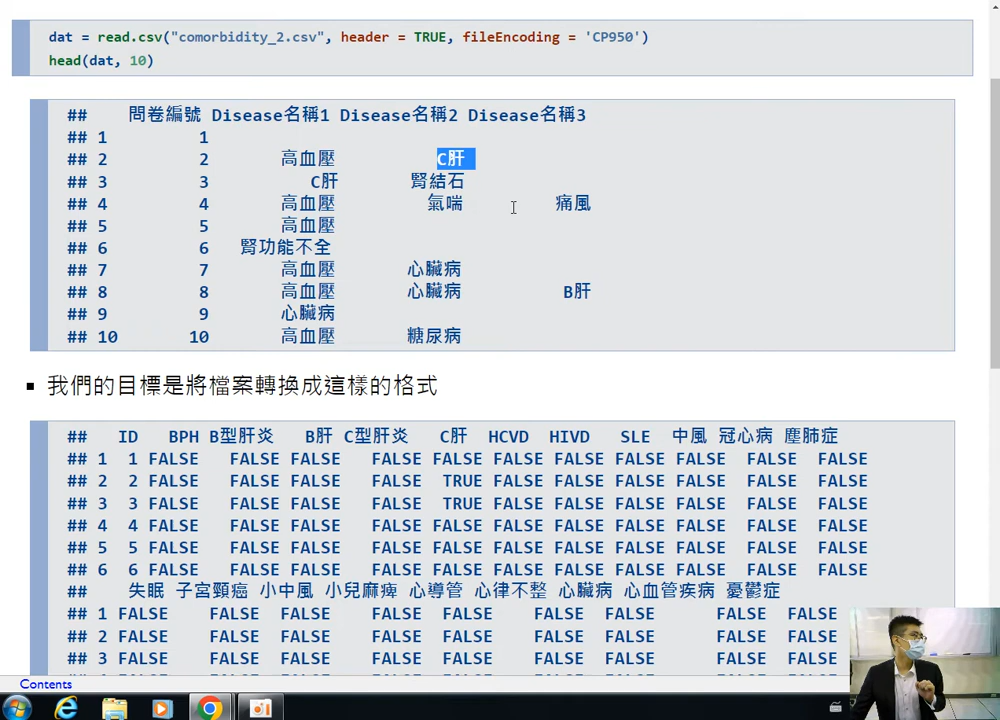 dat = read.csv("comorbidity_2.csv", header = TRUE, fileEncoding = 'CP950')
head(dat, 10)
## 問卷編號 Disease名稱1 Disease名稱2 Disease名稱3
## 1 1
## 2 2 高血壓 C肝
## 3 3 C肝 腎結石
## 4 4 高血壓 氣喘 痛風
## 5 5 高血壓
## 6 6 腎功能不全
## 7 7 高血壓 心臟病
## 8 8 高血壓 心臟病 B肝
## 9 9 心臟病
## 10 10 高血壓 糖尿病
▪ 我們的目標是將檔案轉換成這樣的格式
## ID BPH B型肝炎 B肝 C型肝炎 C肝 HCVD HIVD SLE 中風 冠心病 塵肺症
## 1 1 FALSE FALSE FALSE FALSE FALSE FALSE FALSE FALSE FALSE FALSE FALSE
## 2 2 FALSE FALSE FALSE FALSE TRUE FALSE FALSE FALSE FALSE FALSE FALSE
## 3 3 FALSE FALSE FALSE FALSE TRUE FALSE FALSE FALSE FALSE FALSE FALSE
## 4 4 FALSE FALSE FALSE FALSE FALSE FALSE FALSE FALSE FALSE FALSE FALSE
## 5 5 FALSE FALSE FALSE FALSE FALSE FALSE FALSE FALSE FALSE FALSE FALSE
## 6 6 FALSE FALSE FALSE FALSE FALSE FALSE FALSE FALSE FALSE FALSE FALSE
## 失眠 子宮頸癌 小中風 小兒麻痺 心導管 心律不整 心臟病 心血管疾病 憂鬱症
## 1 FALSE FALSE FALSE FALSE FALSE FALSE FALSE FALSE FALSE
## 2 FALSE FALSE FALSE FALSE FALSE FALSE FALSE FALSE FALSE
## 3 FALSE FALSE FALSE FALSE FALSE FALSE FALSE FALSE FALSE
Contents